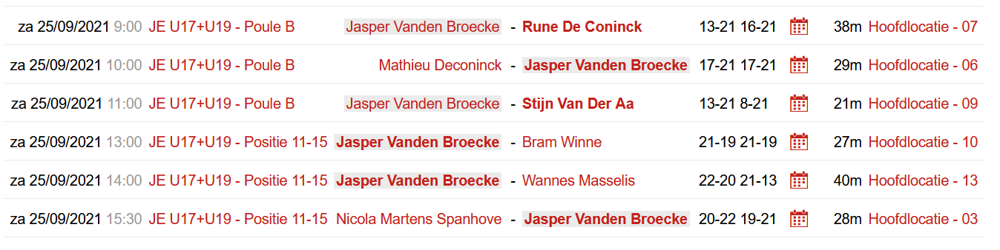 za 25/09/2021 9:00 JE U17+U19 - Poule B Jasper Vanden Broecke - Rune De Coninck 13-21 16-21 38m Hoofdlocatie - 07
za 25/09/2021 10:00 JE U17+U19 - Poule B Mathieu Deconinck - Jasper Vanden Broecke 17-21 17-21 29m Hoofdlocatie - 06
za 25/09/2021 11:00 JE U17+U19 - Poule B Jasper Vanden Broecke - Stijn Van Der Aa 13-21 8-21 21m Hoofdlocatie - 09
za 25/09/2021 13:00 JE U17+U19 - Positie 11-15 Jasper Vanden Broecke - Bram Winne 21-19 21-19 27m Hoofdlocatie - 10
za 25/09/2021 14:00 JE U17+U19 - Positie 11-15 Jasper Vanden Broecke - Wannes Masselis 22-20 21-13 40m Hoofdlocatie - 13
za 25/09/2021 15:30 JE U17+U19 - Positie 11-15 Nicola Martens Spanhove - Jasper Vanden Broecke 20-22 19-21 28m Hoofdlocatie - 03